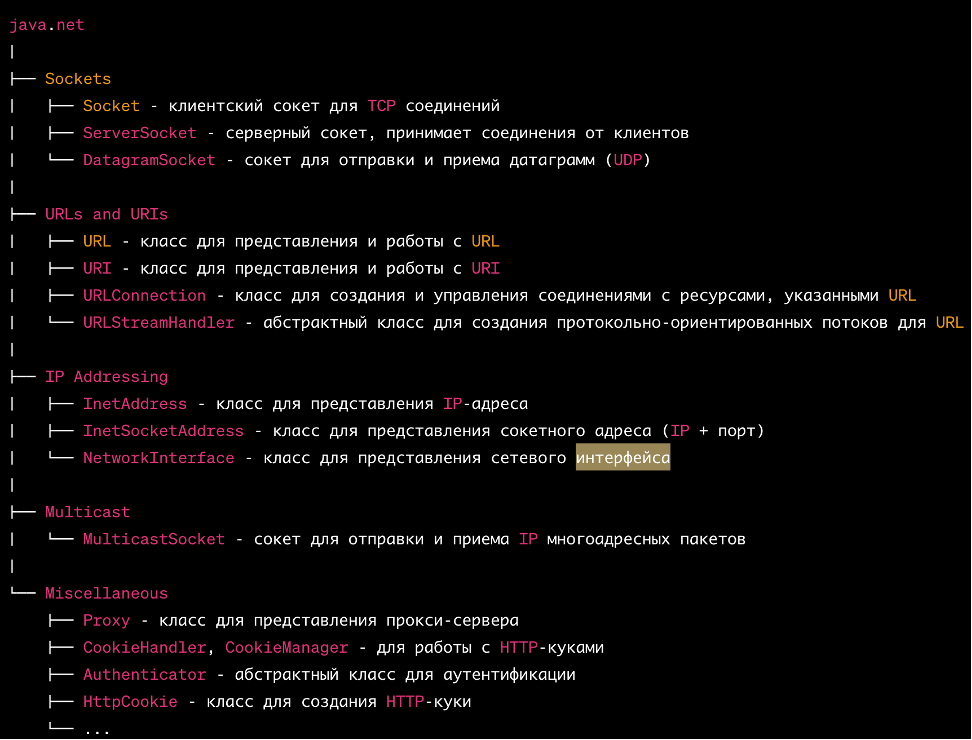 java.net
|
├── Sockets
|   ├── Socket - клиентский сокет для TCP соединений
|   ├── ServerSocket - серверный сокет, принимает соединения от клиентов
|   └── DatagramSocket - сокет для отправки и приема датаграмм (UDP)
|
├── URLs and URIs
|   ├── URL - класс для представления и работы с URL
|   ├── URI - класс для представления и работы с URI
|   ├── URLConnection - класс для создания и управления соединениями с ресурсами, указанными URL
|   └── URLStreamHandler - абстрактный класс для создания протокольно-ориентированных потоков для URL
|
├── IP Addressing
|   ├── InetAddress - класс для представления IP-адреса
|   ├── InetSocketAddress - класс для представления сокетного адреса (IP + порт)
|   └── NetworkInterface - класс для представления сетевого интерфейса
|
├── Multicast
|   └── MulticastSocket - сокет для отправки и приема IP многоадресных пакетов
|
└── Miscellaneous
    ├── Proxy - класс для представления прокси-сервера
    ├── CookieHandler, CookieManager - для работы с HTTP-куками
    ├── Authenticator - абстрактный класс для аутентификации
    ├── HttpCookie - класс для создания HTTP-куки
    └── ...